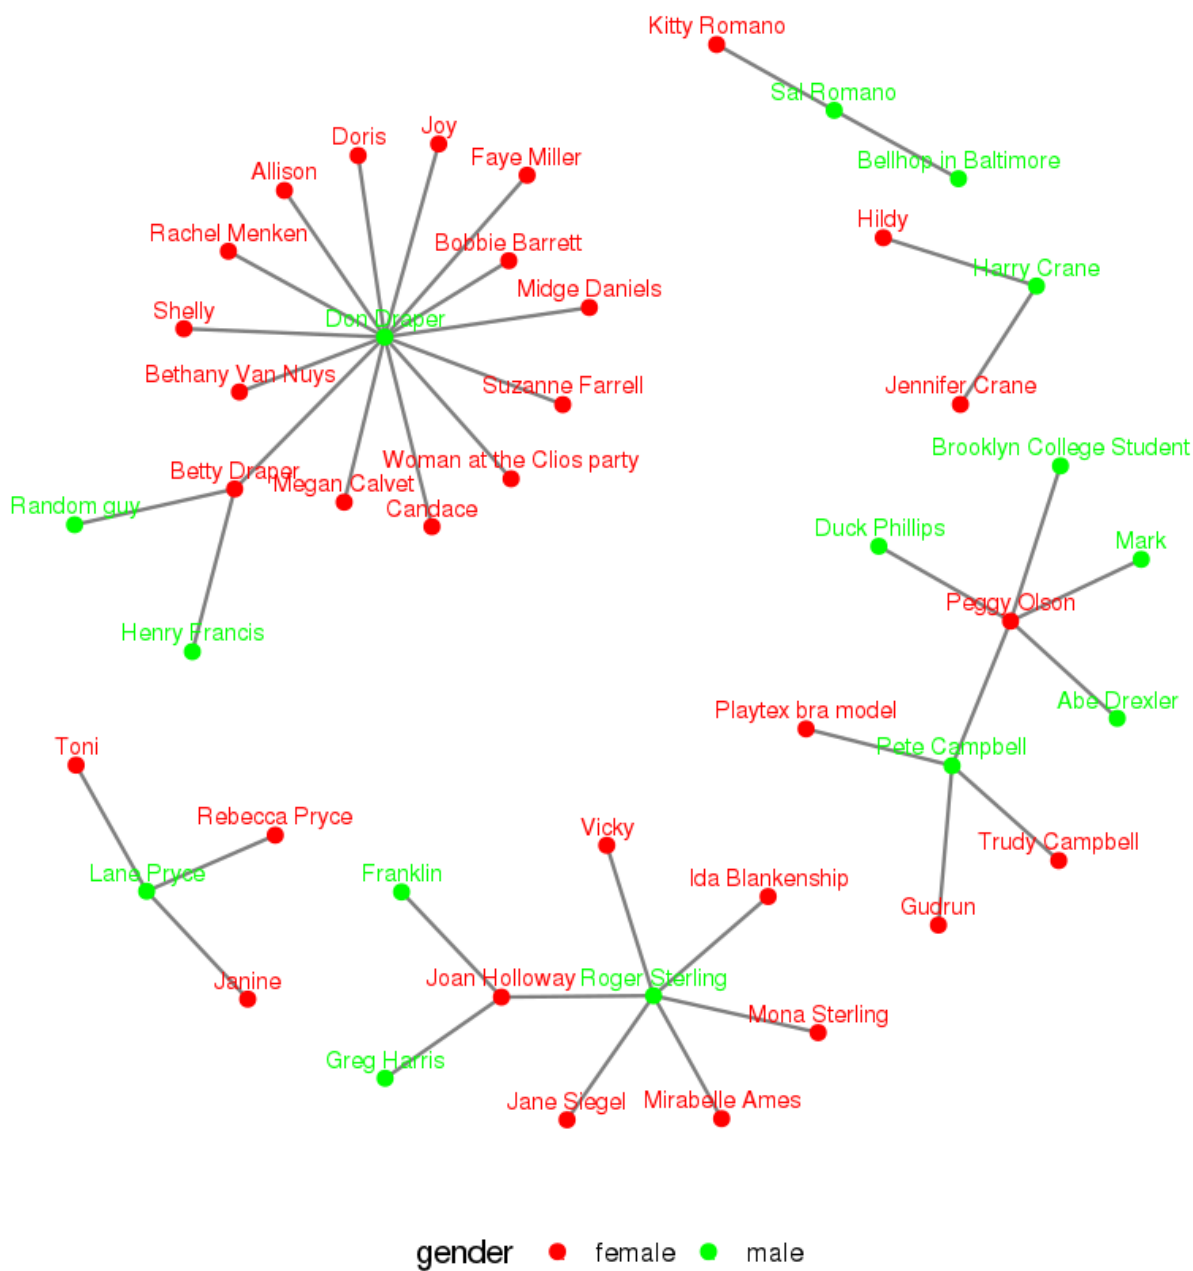 Kitty Romano
Sal Romano
Joy
Doris
Faye Miller
Bellhop in Baltimore
Allison
Hildy
Rachel Menken
Bobbie Barrett
Harry Crane
Midge Daniels
Shelly
Don Draper
Bethany Van Nuys
Suzanne Farrell
Jennifer Crane
Brooklyn College Student
Woman at the Clios party
Betty Draper
Megan Calvet
Random guy
Candace
Duck Phillips
Mark
Peggy Olson
Henry Francis
Abe Drexler
Playtex bra model
Toni
Pete Campbell
Rebecca Pryce
Vicky
Trudy Campbell
Lane Pryce
Franklin
Ida Blankenship
Gudrun
Janine
Joan Holloway
Roger Sterling
Mona Sterling
Greg Harris
Jane Siegel
Mirabelle Ames
gender female male